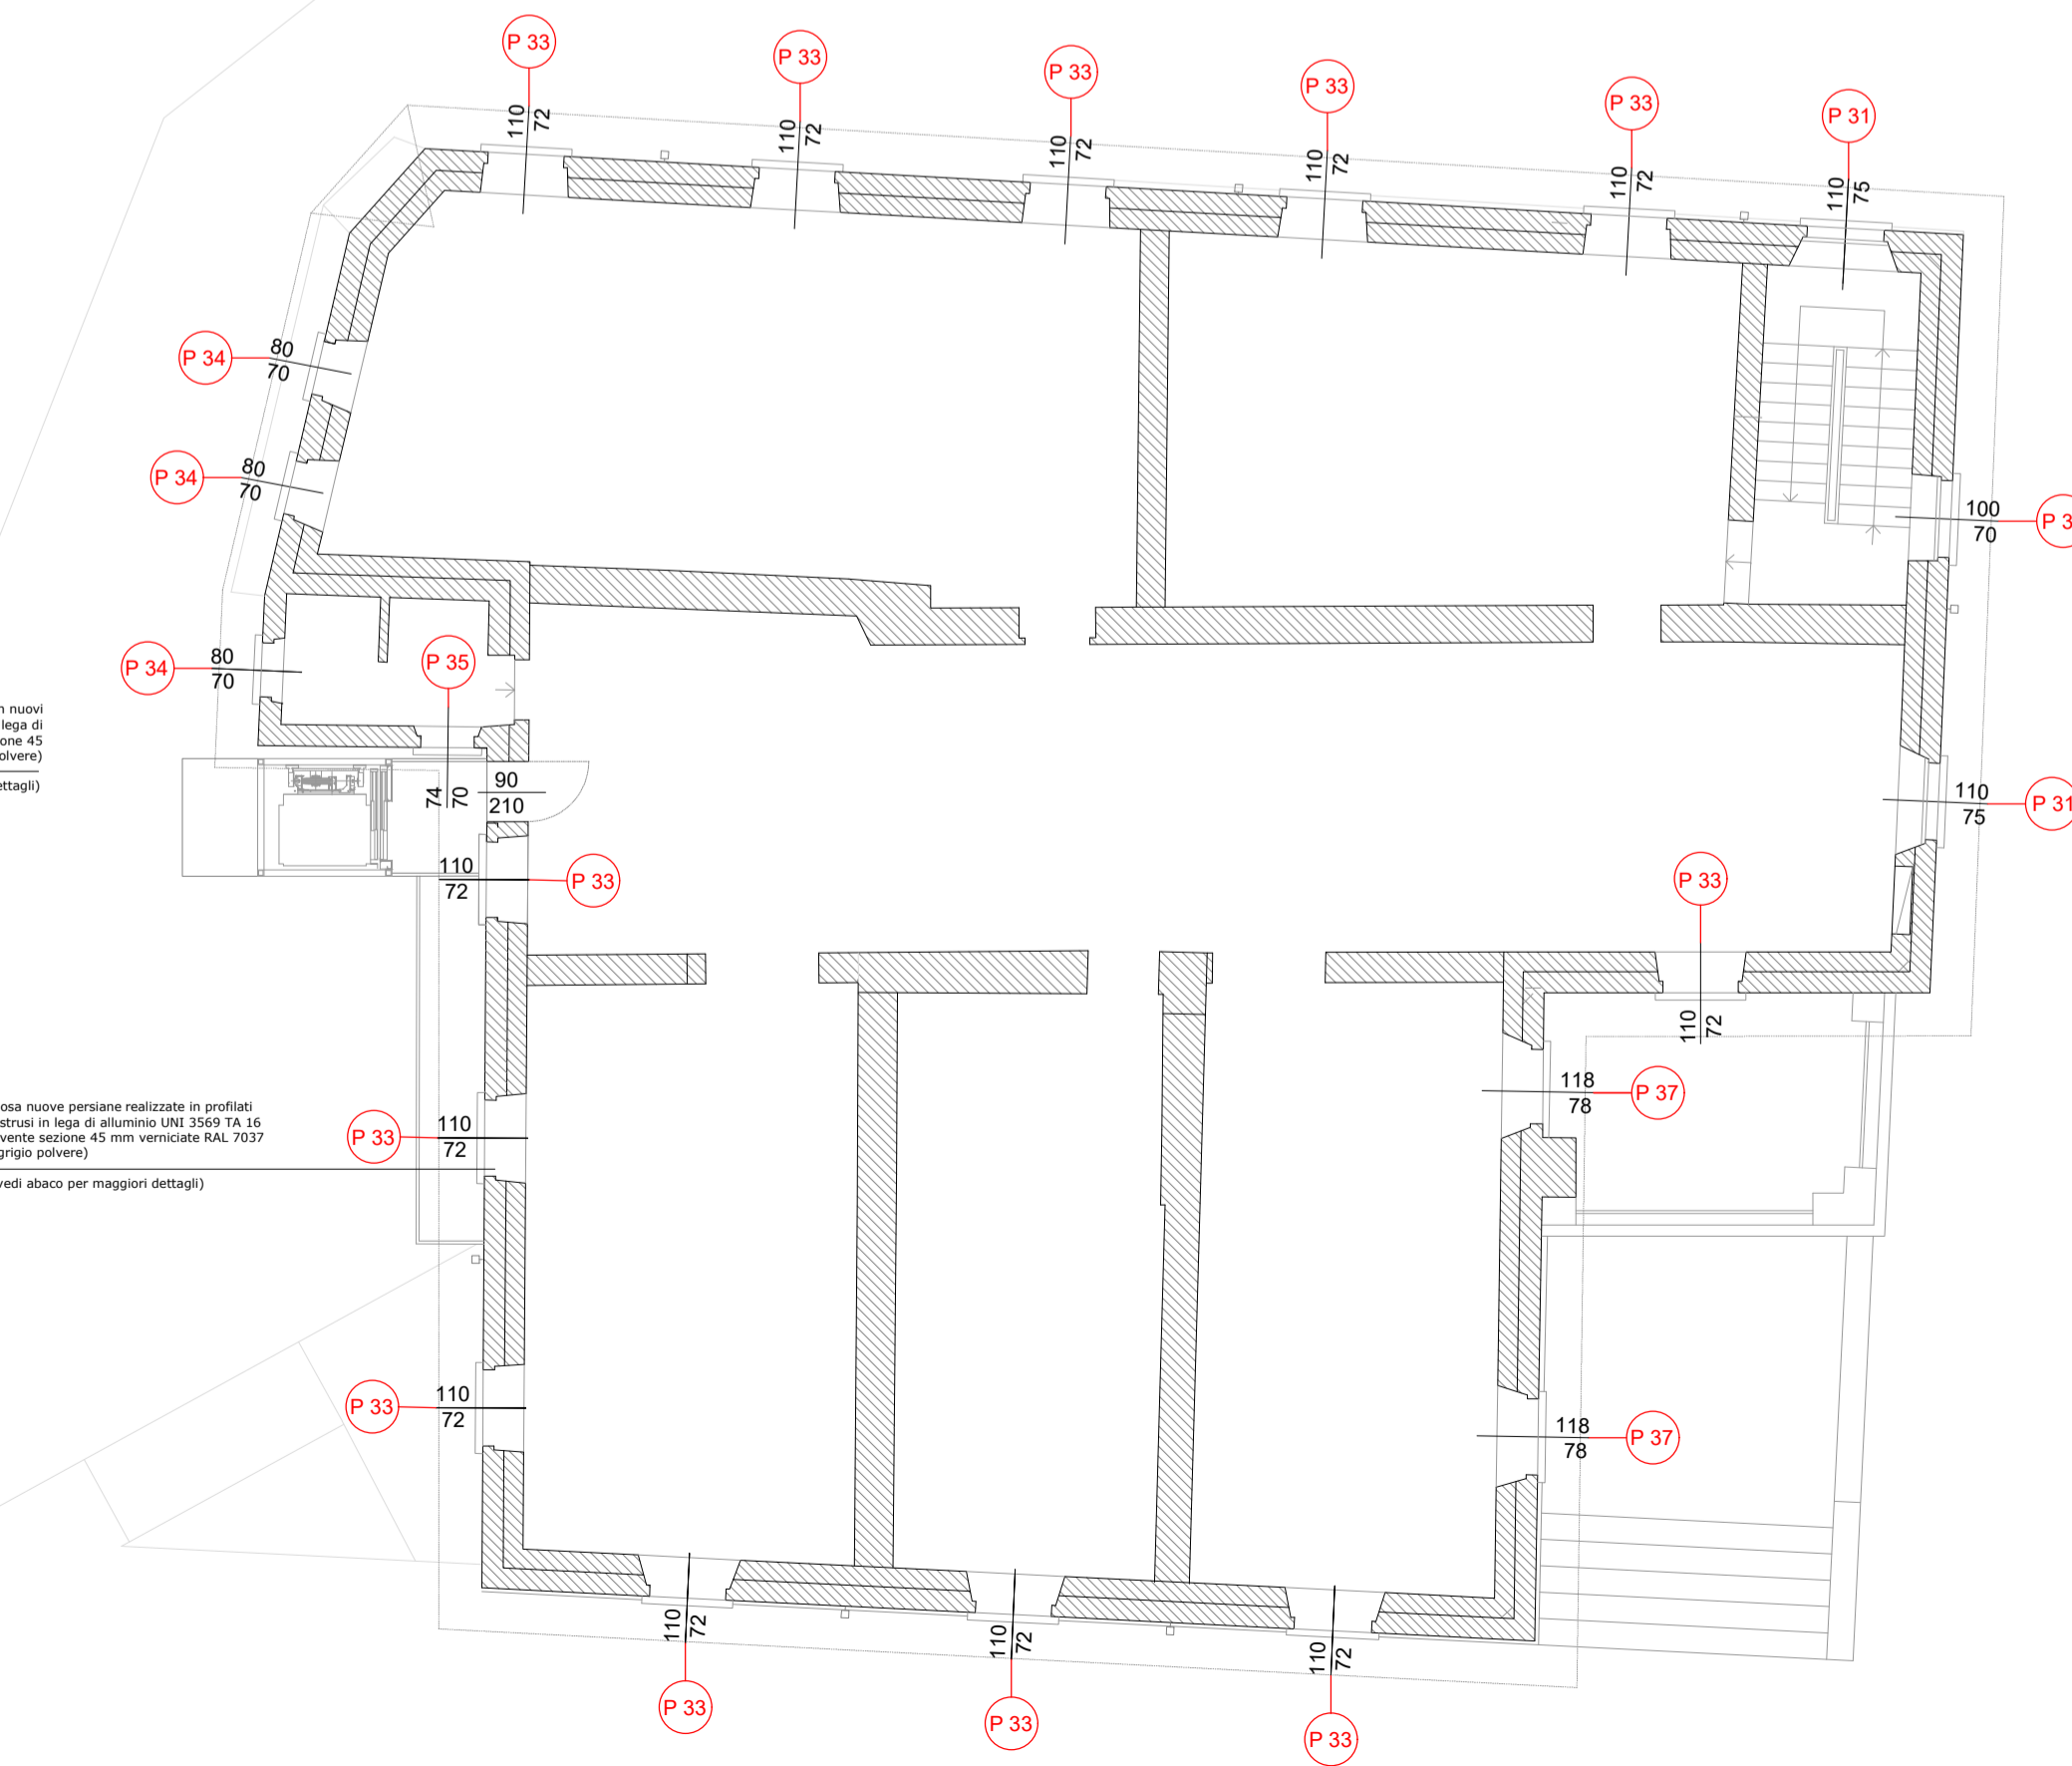 P 33
P 33
P 33
P 33
P 33
P 31
110
72
110
72
110
72
110
72
110
72
110
75
P 34
80
70
P 34
80
70
100
70
P 3
P 34
80
70
P 35
74
70
n nuovi
lega di
one 45
olvere)
ettagli)
90
210
110
75
P 31
110
72
P 33
P 33
110
72
118
78
P 37
osa nuove persiane realizzate in profilati
strusi in lega di alluminio UNI 3569 TA 16
vente sezione 45 mm verniciate RAL 7037
grigio polvere)
vedi abaco per maggiori dettagli)
P 33
110
72
P 33
110
72
118
78
P 37
110
72
110
72
110
72
P 33
P 33
P 33